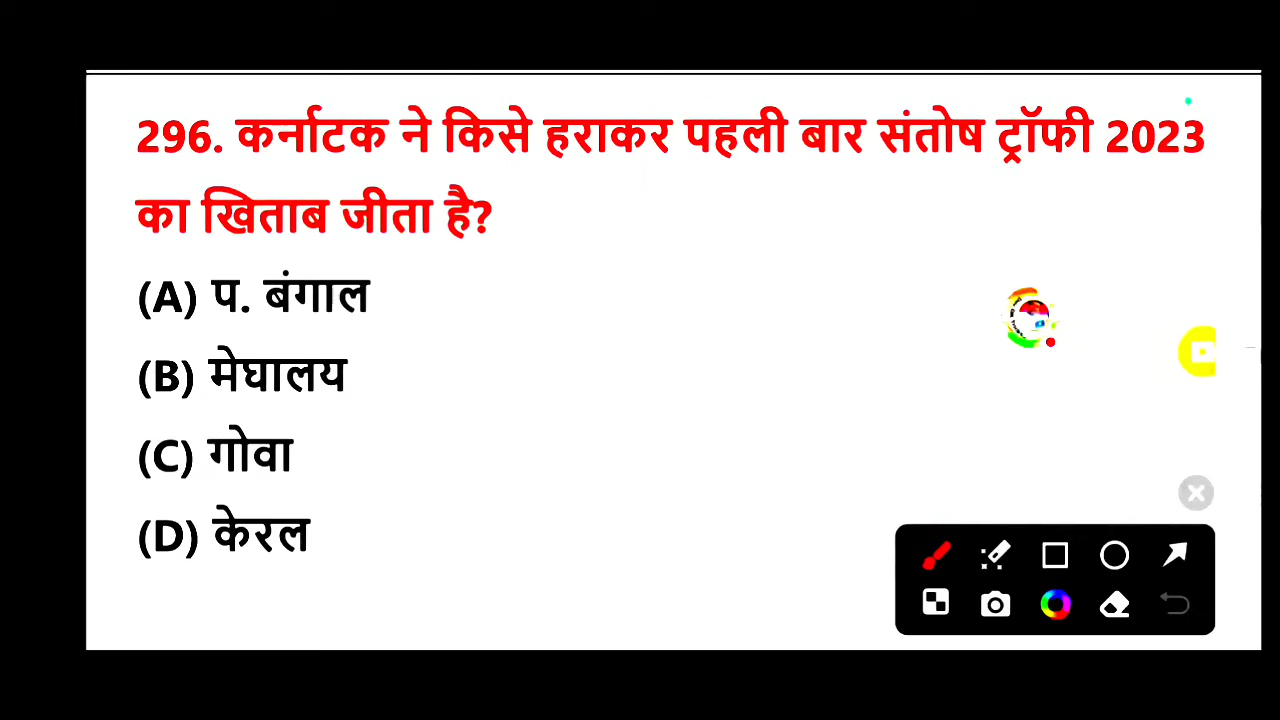 296. कर्नाटक ने किसे हराकर पहली बार संतोष ट्रॉफी 2023
का खिताब जीता है?
(A) प. बंगाल
(B) मेघालय
(C) गोवा
(D) केरल